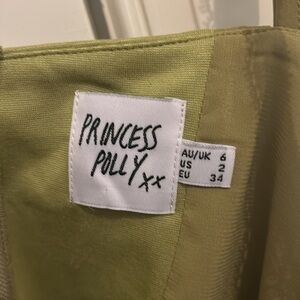 PRINCESS
POLLY xx
AU/UK 6
US 2
EU 34